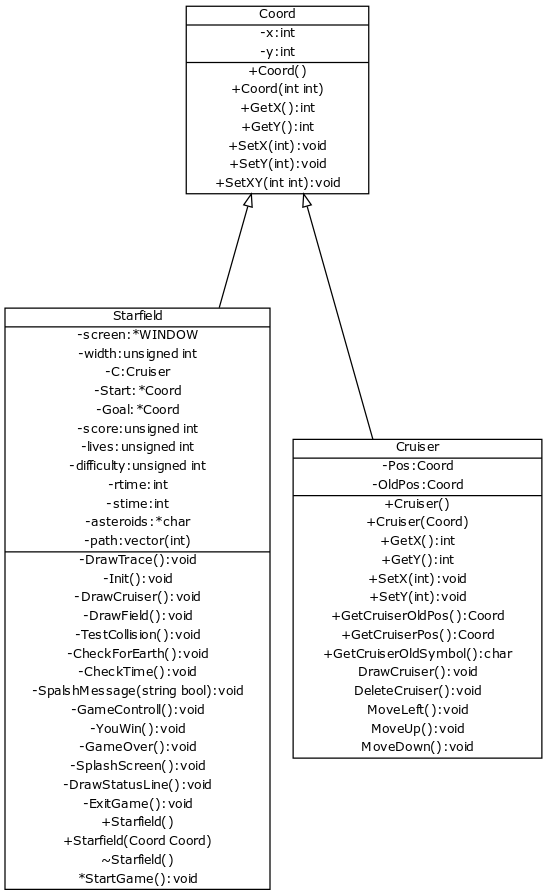 Coord
-x:int
-y:int
+Coord()
+Coord(int int)
+GetX():int
+GetY():int
+SetX(int):void
+SetY(int):void
+SetXY(int int):void
Starfield
-screen:*WINDOW
-width:unsigned int
-C:Cruiser
-Start:*Coord
-Goal:*Coord
-score:unsigned int
-lives:unsigned int
-difficulty:unsigned int
-rtime:int
-stime:int
-asteroids:*char
-path:vector(int)
-DrawTrace():void
-Init():void
-DrawCruiser():void
-DrawField():void
-TestCollision():void
-CheckForEarth():void
-CheckTime():void
-SpalshMessage(string bool):void
-GameControll():void
-YouWin():void
-GameOver():void
-SplashScreen():void
-DrawStatusLine():void
-ExitGame():void
+Starfield()
+Starfield(Coord Coord)
~Starfield()
*StartGame():void
Cruiser
-Pos:Coord
-OldPos:Coord
+Cruiser()
+Cruiser(Coord)
+GetX():int
+GetY():int
+SetX(int):void
+SetY(int):void
+GetCruiserOldPos():Coord
+GetCruiserPos():Coord
+GetCruiserOldSymbol():char
DrawCruiser():void
DeleteCruiser():void
MoveLeft():void
MoveUp():void
MoveDown():void